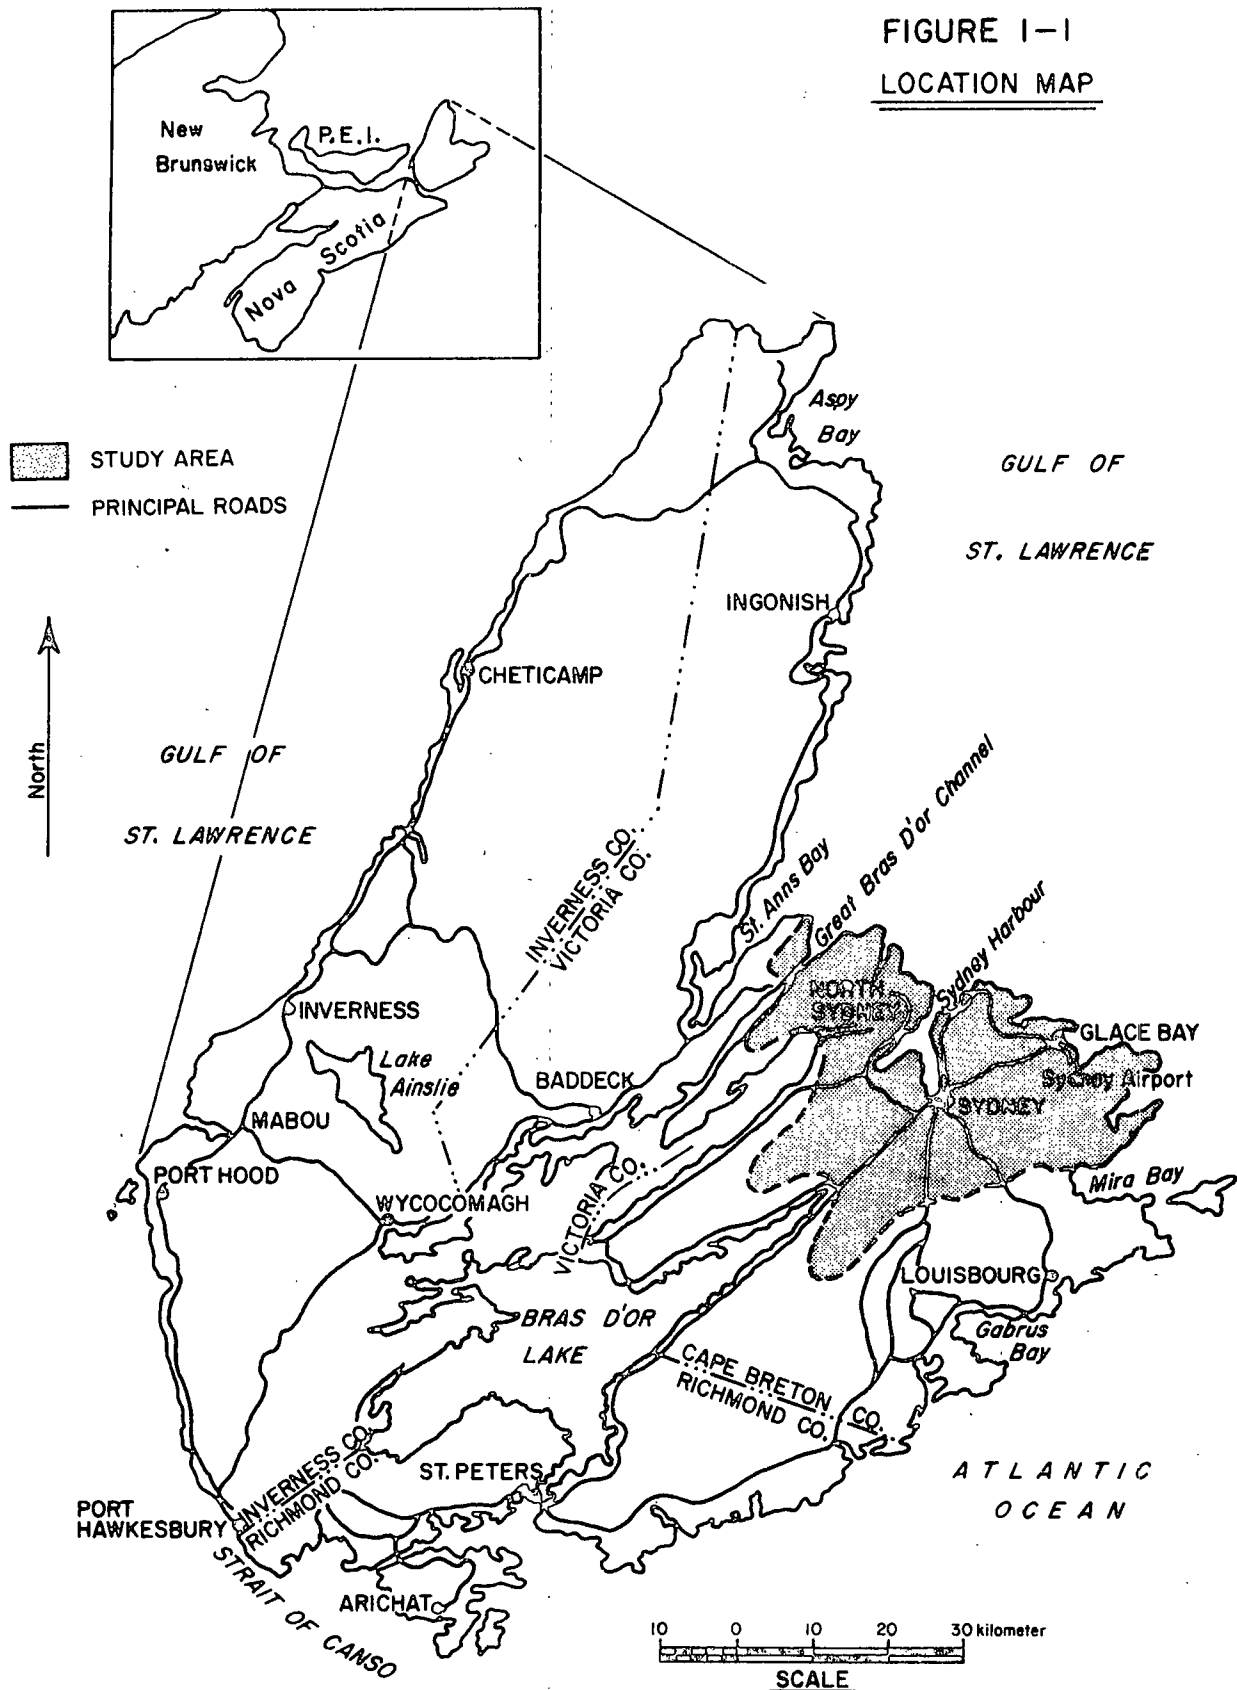 FIGURE 1-1
LOCATION MAP
New
Brunswick
P.E.I.
Nova Scotia
STUDY AREA
PRINCIPAL ROADS
Aspy
Bay
GULF OF
ST. LAWRENCE
INGONISH
CHETICAMP
North
GULF OF
ST. LAWRENCE
INVERNESS CO.
VICTORIA CO.
St. Anns Bay
Great Bras D'or Channel
Sydney Harbour
NORTH
SYDNEY
INVERNESS
GLACE BAY
Lake
Ainslie
BADDECK
Sydney Airport
SYDNEY
MABOU
PORT HOOD
Mira Bay
WYCOCOMAGH
VICTORIA CO.
LOUISBOURG
BRAS D'OR
LAKE
Gabrus
Bay
CAPE BRETON CO.
RICHMOND CO.
INVERNESS CO.
RICHMOND CO.
ST. PETERS
ATLANTIC
OCEAN
PORT
HAWKESBURY
STRAIT OF CANSO
ARICHAT
10 0 10 20 30 kilometer
SCALE